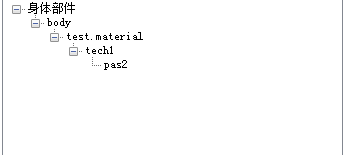 身体部件
body
test.material
tech1
pas2